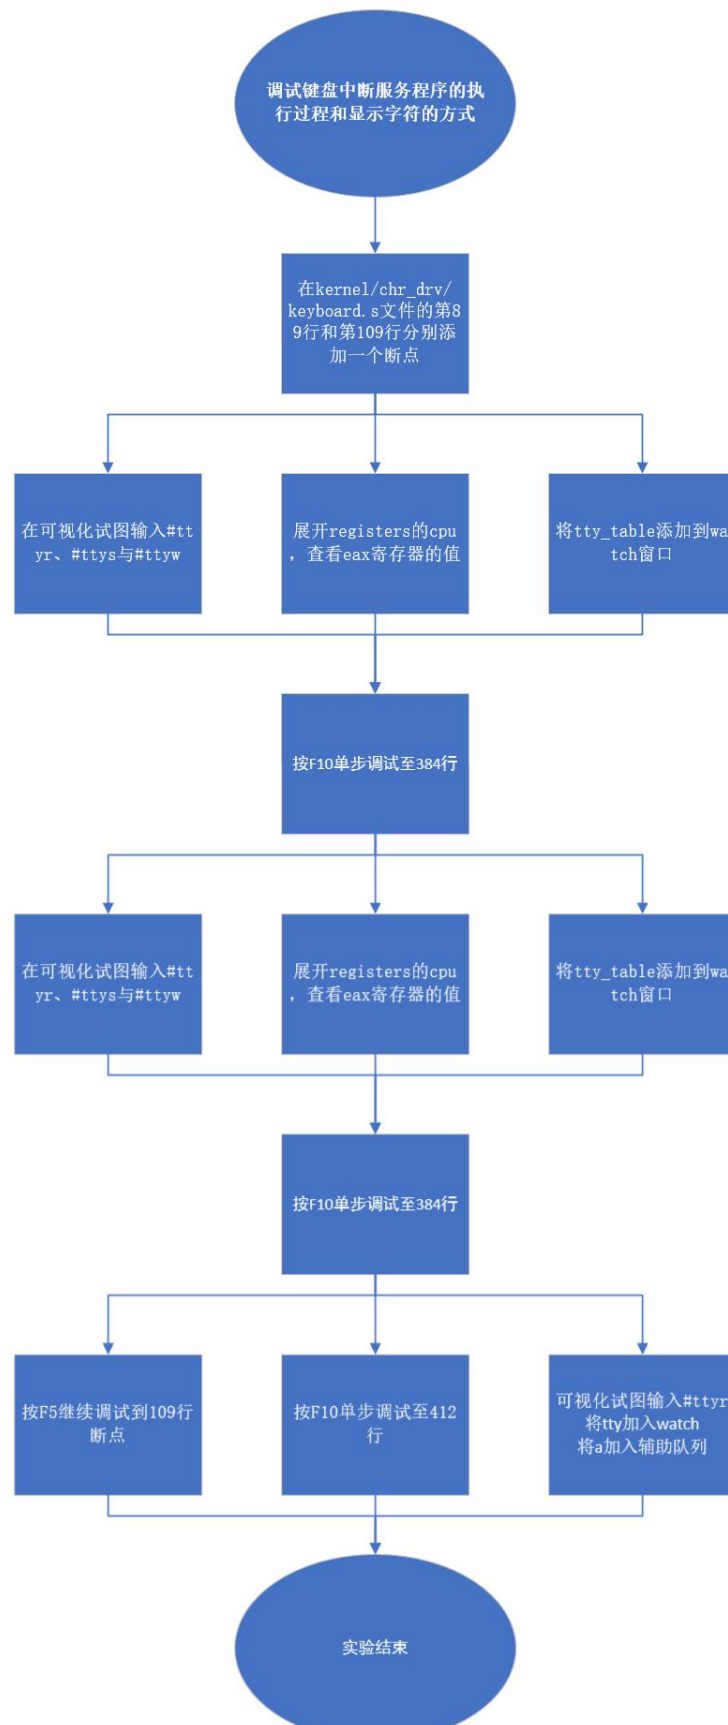 调试键盘中断服务程序的执
行过程和显示字符的方式
在kernel/chr_drv/
keyboard.s文件的第8
9行和第109行分别添
加一个断点
在可视化试图输入#tt
yr、#ttys与#ttyw
展开registers的cpu
，查看eax寄存器的值
将tty_table添加到wa
tch窗口
按F10单步调试至384行
在可视化试图输入#tt
yr、#ttys与#ttyw
展开registers的cpu
，查看eax寄存器的值
将tty_table添加到wa
tch窗口
按F10单步调试至384行
按F5继续调试到109行
断点
按F10单步调试至412
行
可视化试图输入#ttyr
将tty加入watch
将a加入辅助队列
实验结束